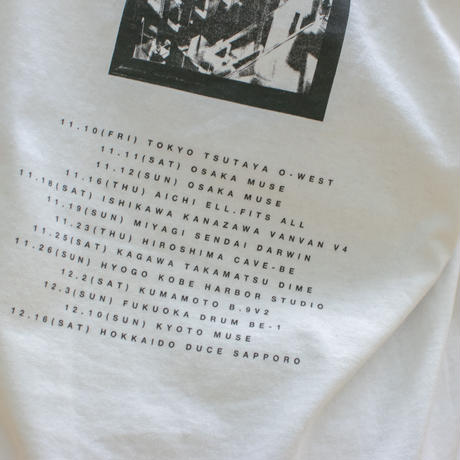 11.10(FRI) TOKYO TSUTAYA O-WEST
11.11(SAT) OSAKA MUSE
11.12(SUN) OSAKA MUSE
11.16(THU) AICHI ELL.FITS ALL
11.18(SAT) ISHIKAWA KANAZAWA VANVAN V4
11.19(SUN) MIYAGI SENDAI DARWIN
11.23(THU) HIROSHIMA CAVE-BE
11.25(SAT) KAGAWA TAKAMATSU DIME
11.26(SUN) HYOGO KOBE HARBOR STUDIO
12.2(SAT) KUMAMOTO B.9V2
12.3(SUN) FUKUOKA DRUM BE-1
12.10(SUN) KYOTO MUSE
12.16(SAT) HOKKAIDO DUCE SAPPORO